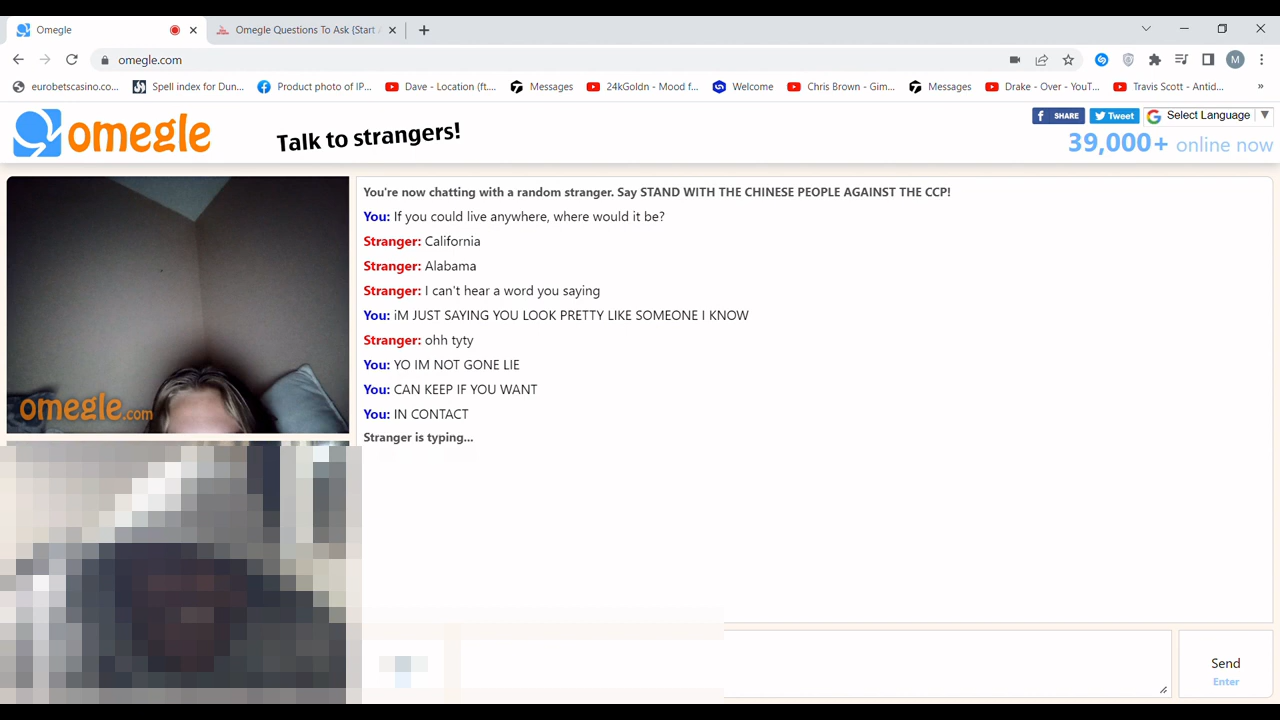 Omegle
Omegle Questions To Ask (Start
omegle.com
eurobetscasino.co...
Spell index for Dun...
Product photo of IP...
Dave - Location (ft....
Messages
24kGoldn - Mood f...
Welcome
Chris Brown - Gim...
Messages
Drake - Over - YouT...
Travis Scott - Antid...
»
M
omegle
Talk to strangers!
SHARE
Tweet
Select Language
39,000+ online now
You're now chatting with a random stranger. Say STAND WITH THE CHINESE PEOPLE AGAINST THE CCP!
You: If you could live anywhere, where would it be?
Stranger: California
Stranger: Alabama
Stranger: I can't hear a word you saying
You: iM JUST SAYING YOU LOOK PRETTY LIKE SOMEONE I KNOW
Stranger: ohh tyty
You: YO IM NOT GONE LIE
You: CAN KEEP IF YOU WANT
You: IN CONTACT
Stranger is typing...
omegle.com
Send
Enter